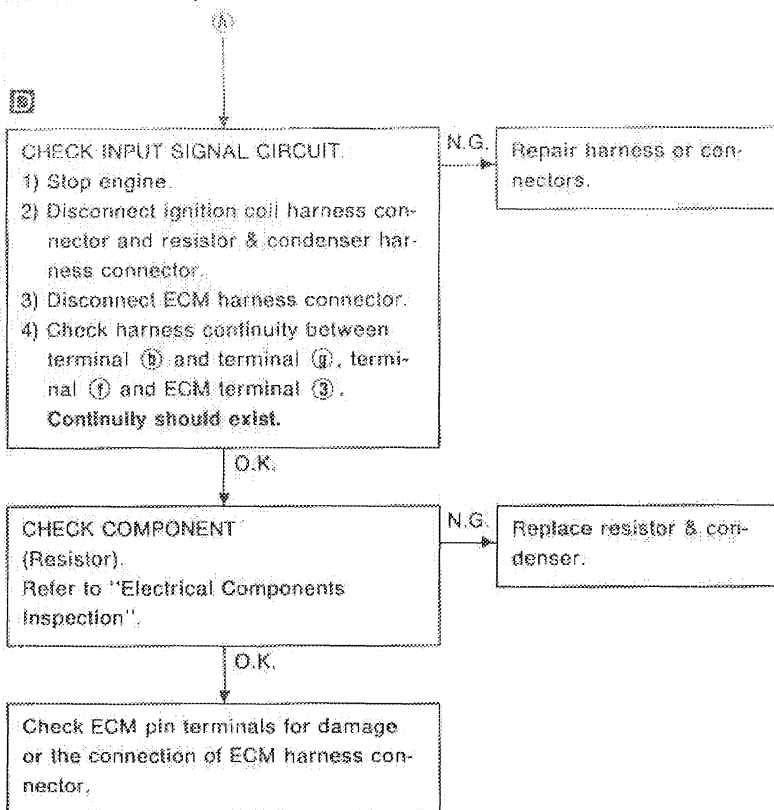 Ⓐ
D
CHECK INPUT SIGNAL CIRCUIT.
1) Stop engine.
2) Disconnect ignition coil harness con-
nector and resistor & condenser har-
ness connector.
3) Disconnect ECM harness connector.
4) Check harness continuity between
terminal ⓑ and terminal ⓖ, termi-
nal ⓕ and ECM terminal ③.
Continuity should exist.
N.G.
Repair harness or con-
nectors.
O.K.
CHECK COMPONENT
(Resistor).
Refer to "Electrical Components
Inspection".
N.G.
Replace resistor & con-
denser.
O.K.
Check ECM pin terminals for damage
or the connection of ECM harness con-
nector.